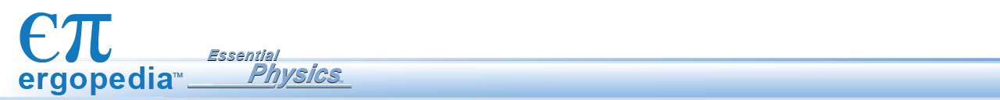 ϵπ
ergopedia™
Essential
Physics™